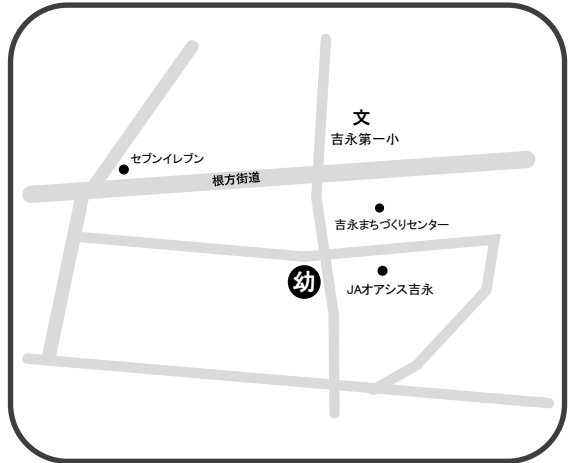 文
吉永第一小
セブンイレブン
根方街道
吉永まちづくりセンター
幼
JAオアシス吉永